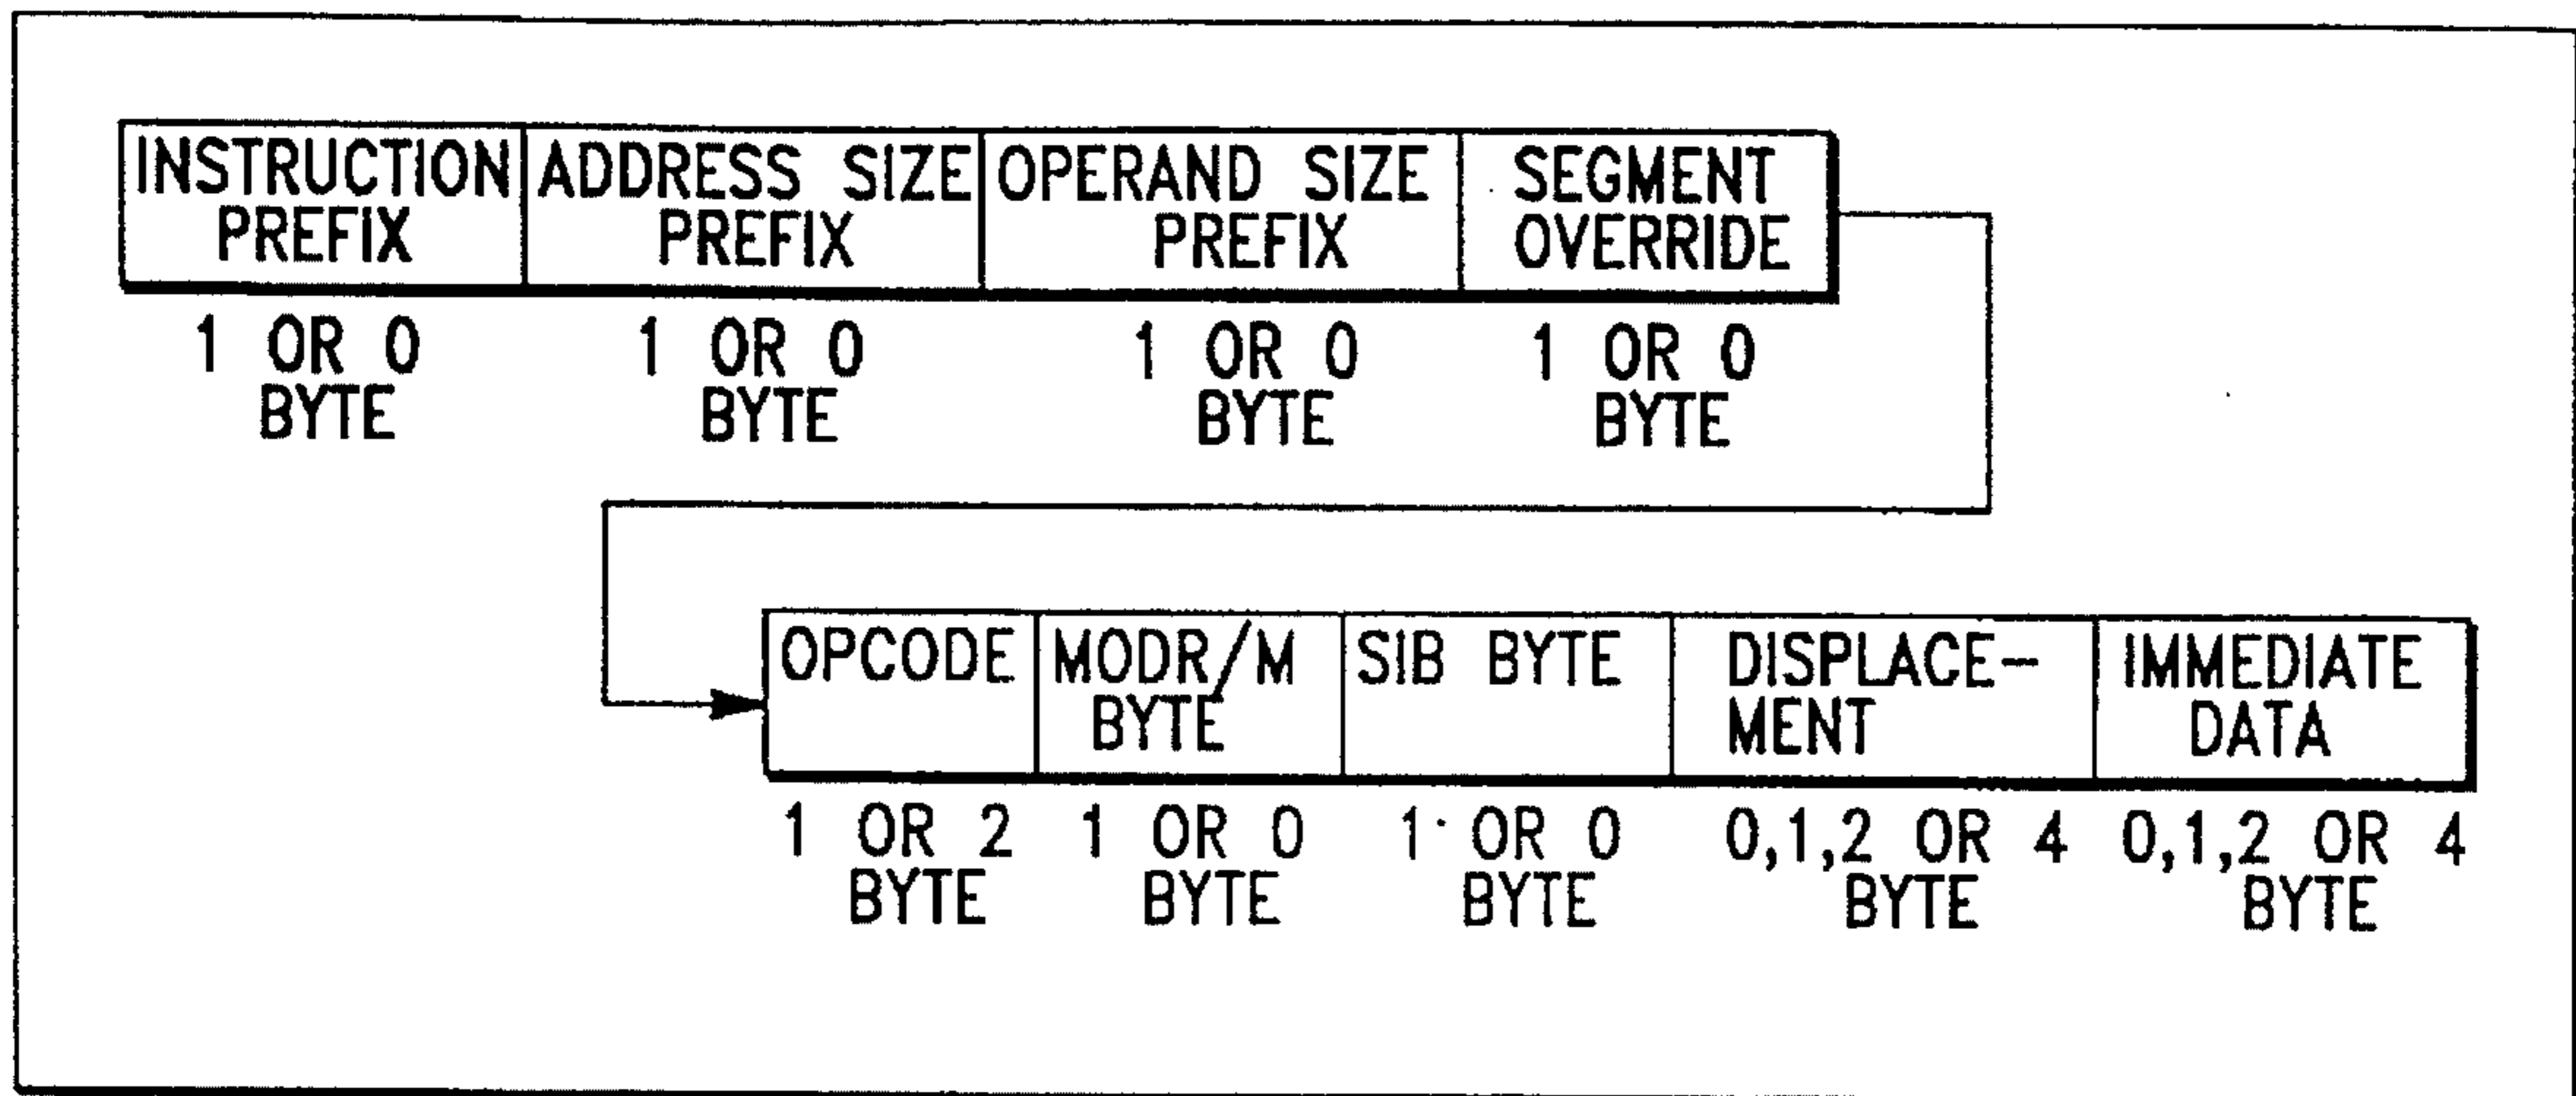 INSTRUCTION PREFIX
ADDRESS SIZE PREFIX
OPERAND SIZE PREFIX
SEGMENT OVERRIDE
1 OR 0 BYTE
1 OR 0 BYTE
1 OR 0 BYTE
1 OR 0 BYTE
OPCODE
MODR/M BYTE
SIB BYTE
DISPLACE-
MENT
IMMEDIATE DATA
1 OR 2 BYTE
1 OR 0 BYTE
1 OR 0 BYTE
0,1,2 OR 4 BYTE
0,1,2 OR 4 BYTE